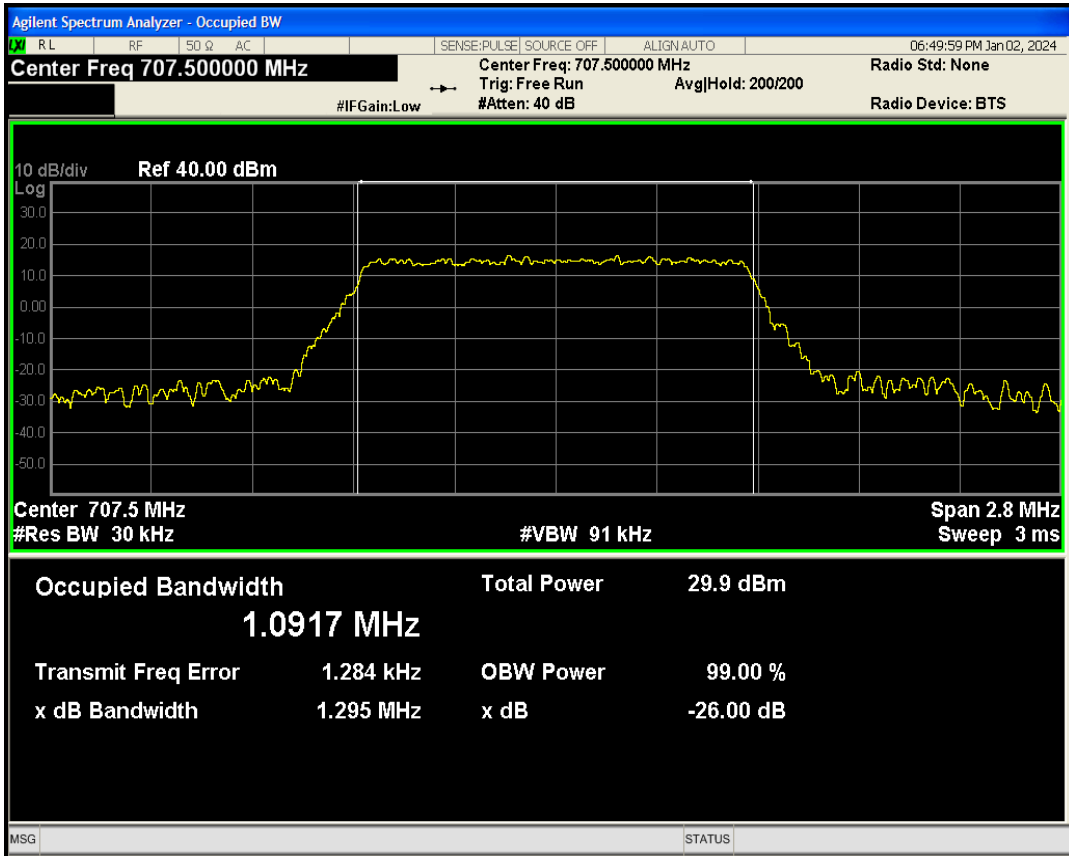 Agilent Spectrum Analyzer - Occupied BW
LXI RL RF 50 Ω AC SENSE:PULSE SOURCE OFF ALIGN AUTO 06:49:59 PM Jan 02, 2024
Center Freq 707.500000 MHz Center Freq: 707.500000 MHz Radio Std: None
Trig: Free Run Avg|Hold: 200/200
#IFGain:Low #Atten: 40 dB Radio Device: BTS
10 dB/div Ref 40.00 dBm
Log
30.0
20.0
10.0
0.00
-10.0
-20.0
-30.0
-40.0
-50.0
Center 707.5 MHz Span 2.8 MHz
#Res BW 30 kHz #VBW 91 kHz Sweep 3 ms
Occupied Bandwidth Total Power 29.9 dBm
1.0917 MHz
Transmit Freq Error 1.284 kHz OBW Power 99.00 %
x dB Bandwidth 1.295 MHz x dB -26.00 dB
MSG STATUS